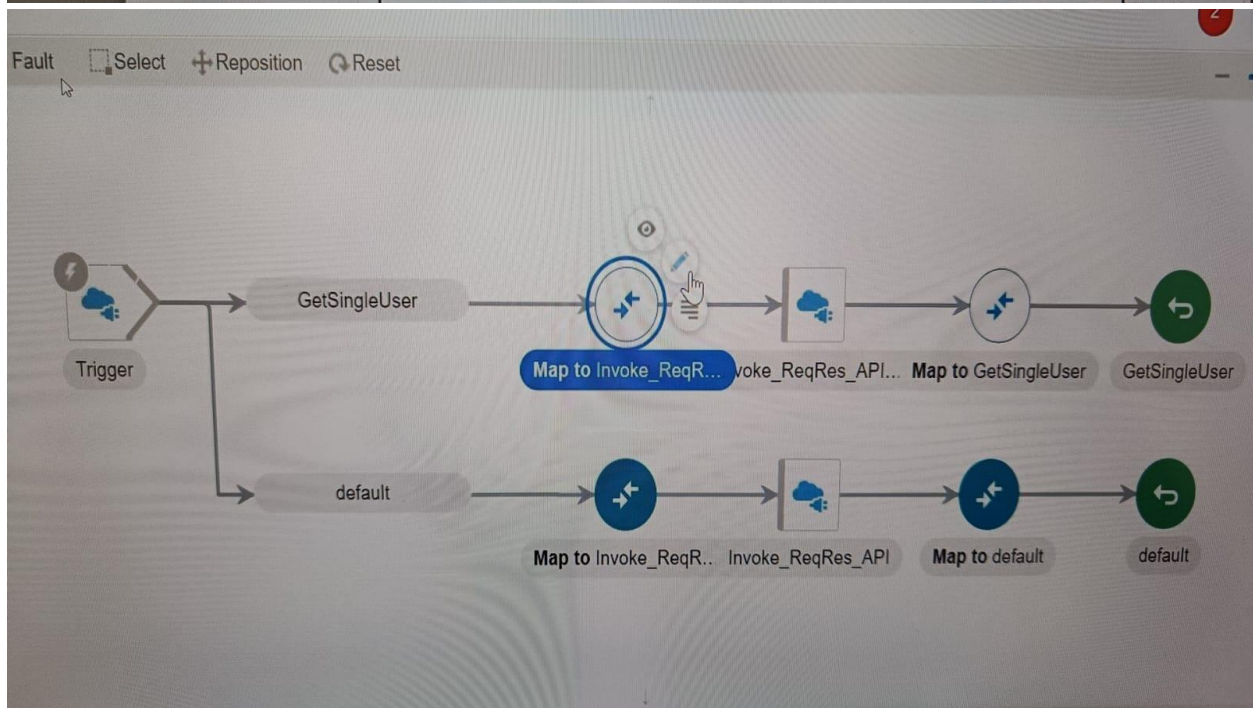 2
Fault Select Reposition Reset
GetSingleUser
Trigger
Map to Invoke_ReqR... voke_ReqRes_API... Map to GetSingleUser GetSingleUser
default
Map to Invoke_ReqR.. Invoke_ReqRes_API Map to default default